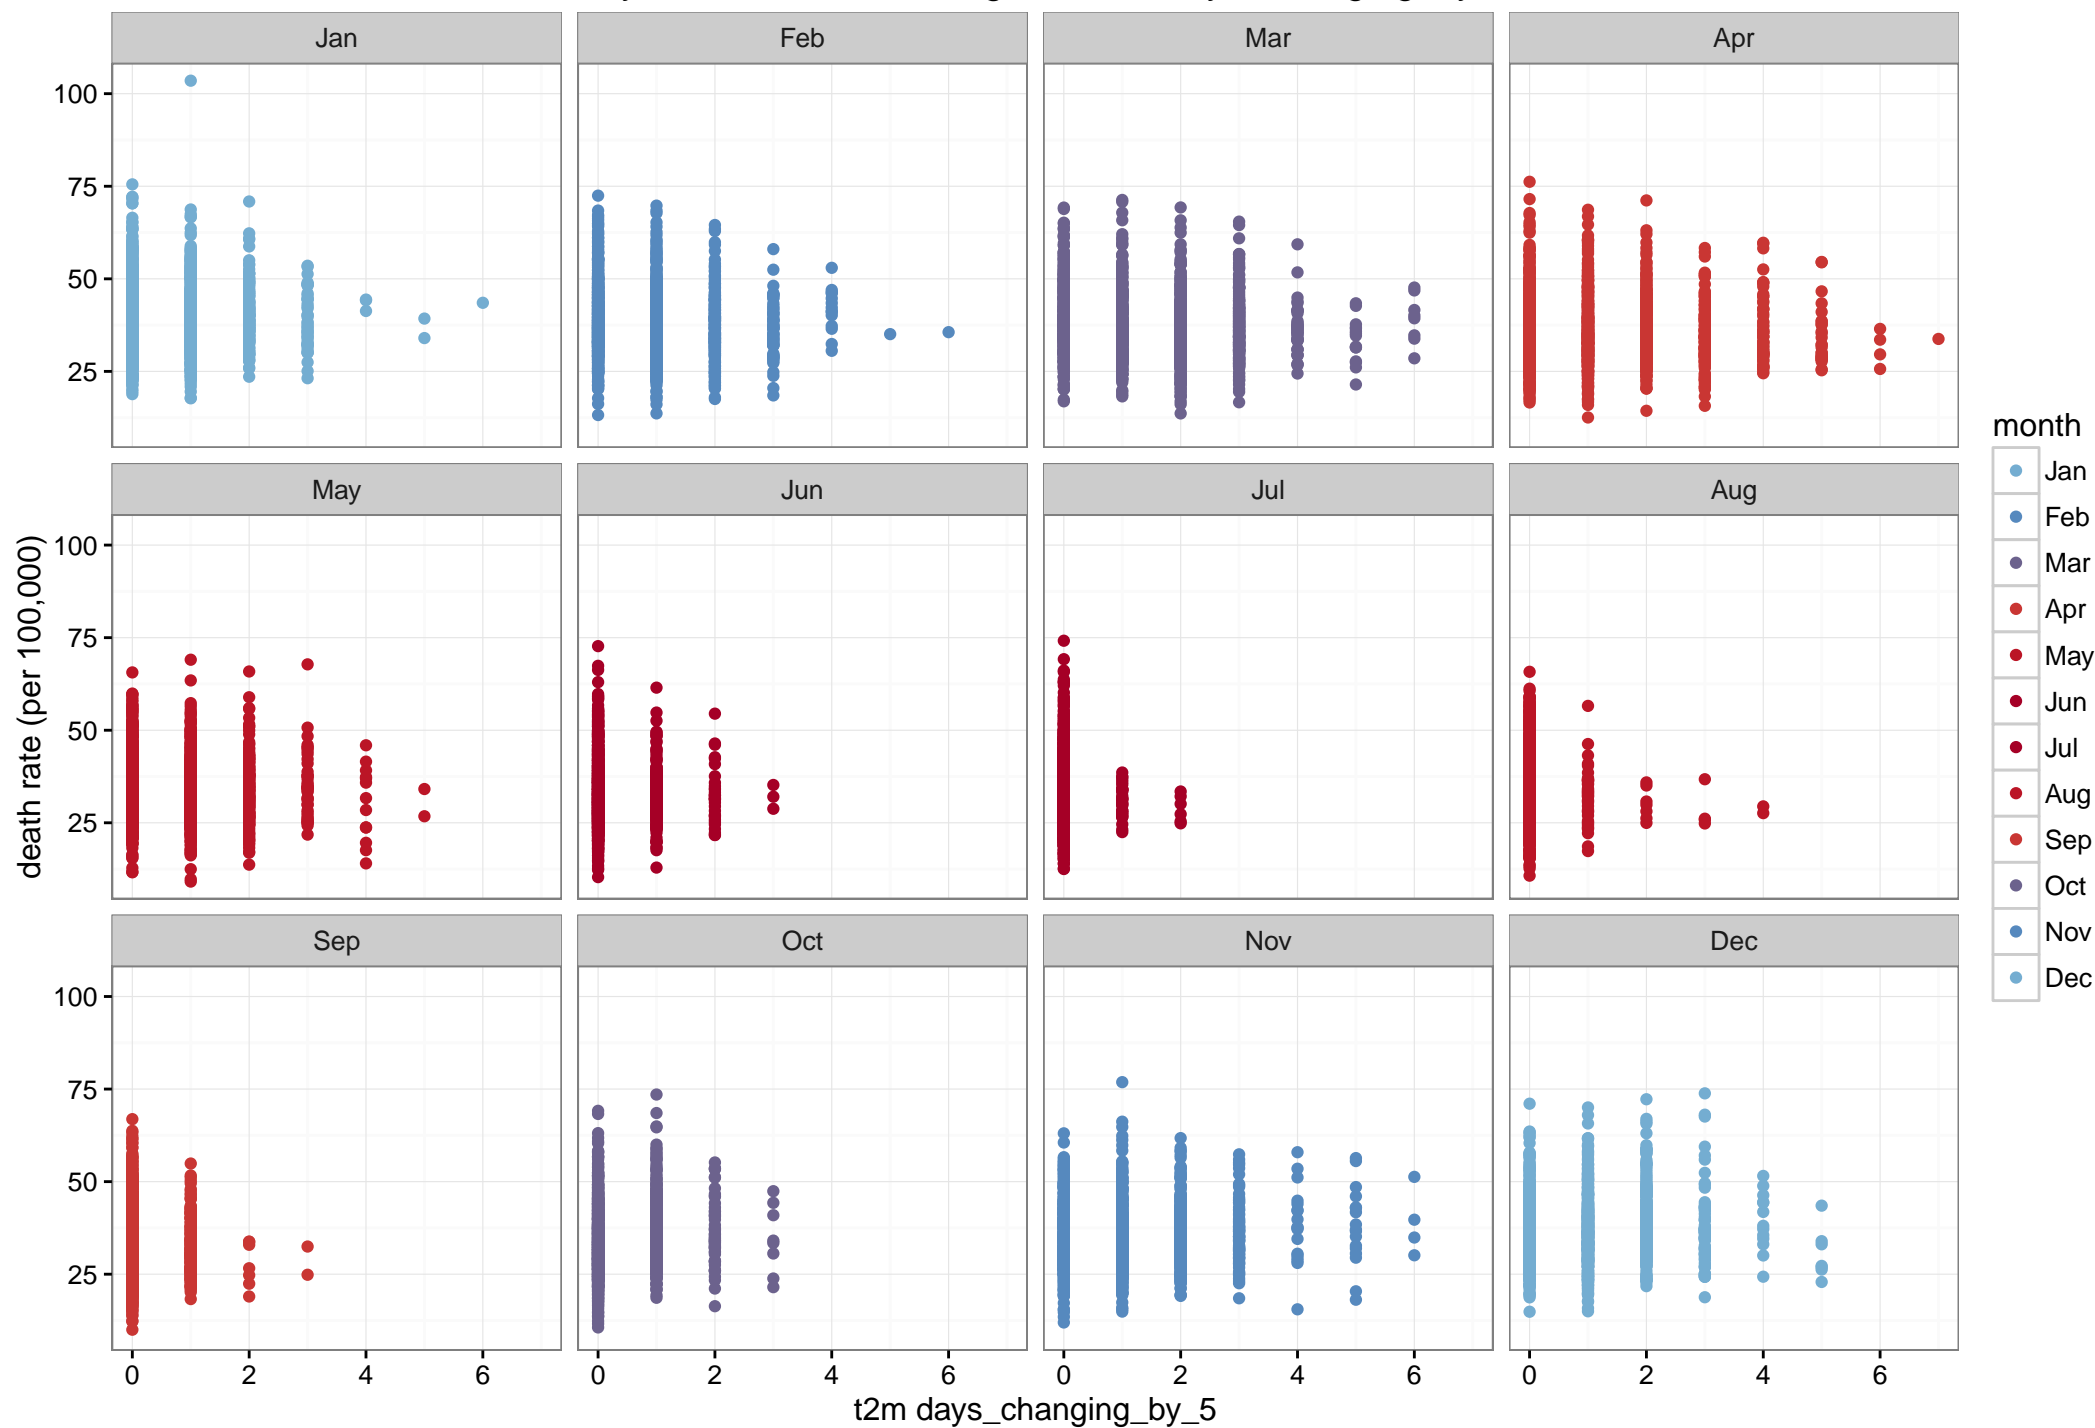 Jan Feb Mar Apr
100
75
50
25
month
Jan
Feb
Mar
Apr
May
Jun
Jul
Aug
Sep
Oct
Nov
Dec
May Jun Jul Aug
100
75
50
25
death rate (per 100,000)
Sep Oct Nov Dec
100
75
50
25
0 2 4 6 0 2 4 6 0 2 4 6 0 2 4 6
t2m days_changing_by_5